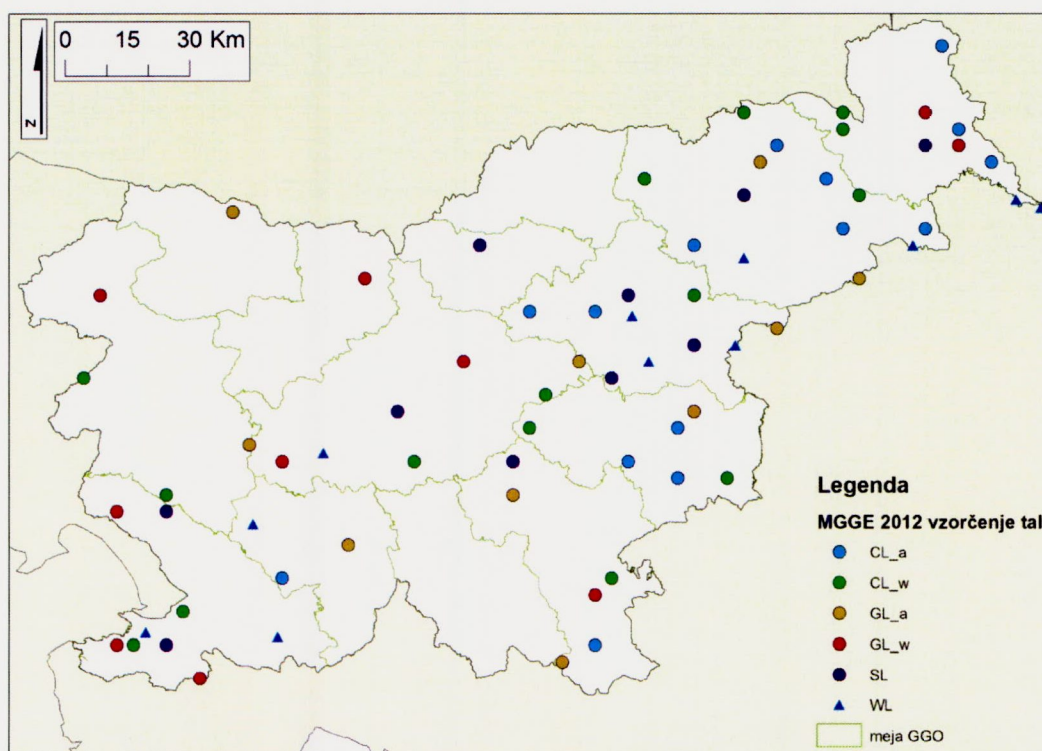 0 15 30 Km
N
Legenda
MGGE 2012 vzorčenje tal
CL_a
CL_w
GL_a
GL_w
SL
WL
meja GGO